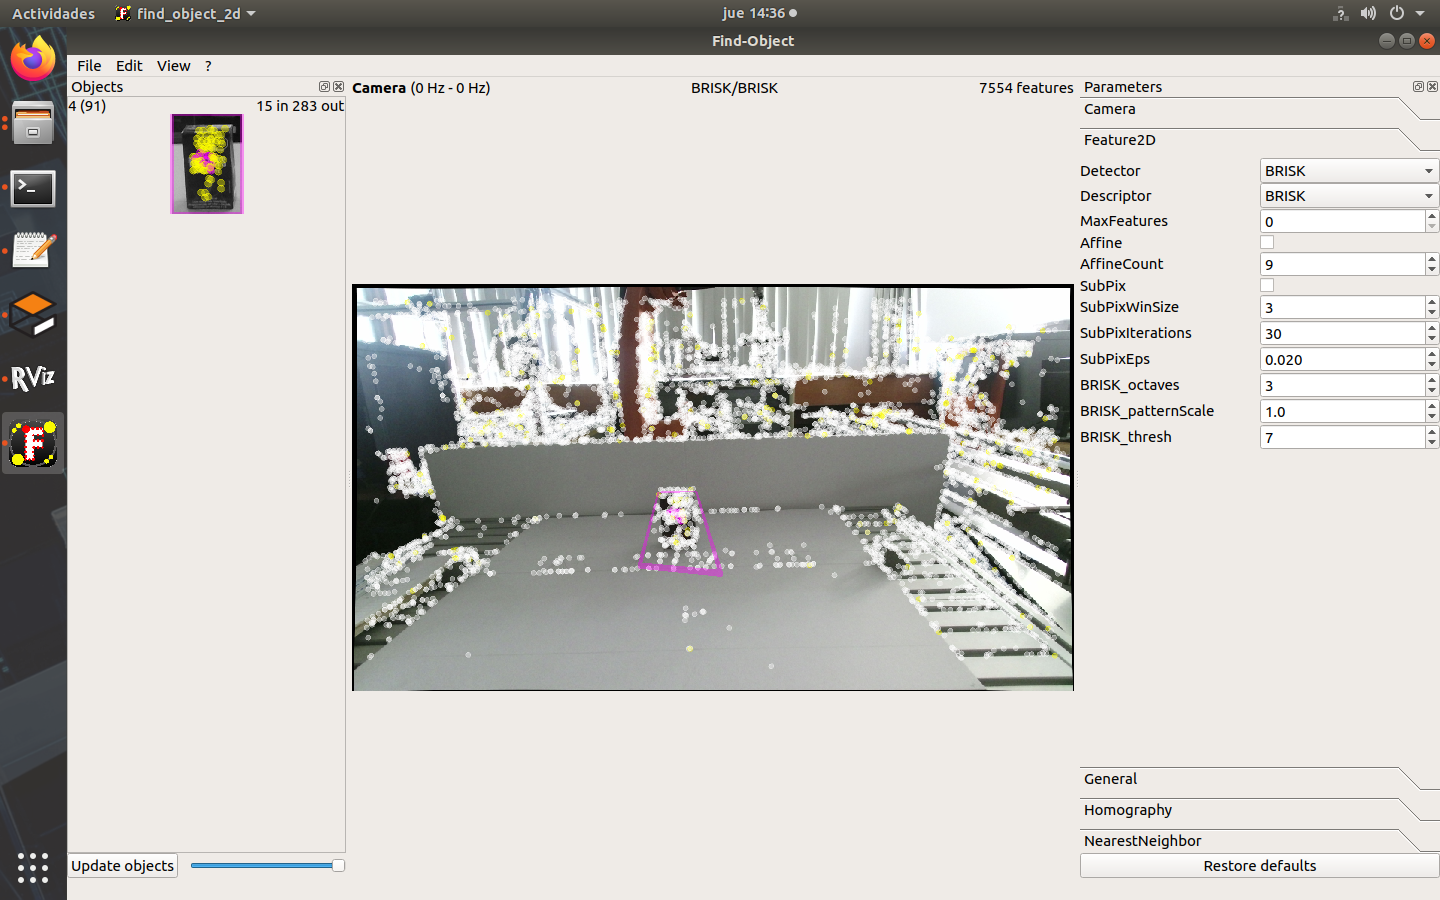 Actividades find_object_2d jue 14:36
Find-Object
File Edit View ?
Objects
4 (91) 15 in 283 out
Update objects
Camera (0 Hz - 0 Hz) BRISK/BRISK 7554 features
Parameters
Camera
Feature2D
Detector BRISK
Descriptor BRISK
MaxFeatures 0
Affine
AffineCount 9
SubPix
SubPixWinSize 3
SubPixIterations 30
SubPixEps 0.020
BRISK_octaves 3
BRISK_patternScale 1.0
BRISK_thresh 7
General
Homography
NearestNeighbor
Restore defaults
RViz
F